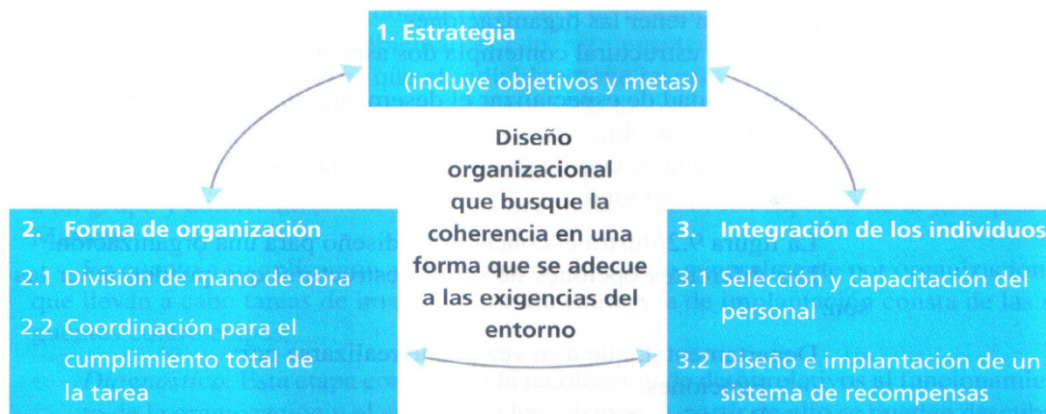 1. Estrategia
(incluye objetivos y metas)
Diseño
organizacional
que busque la
coherencia en una
forma que se adecue
a las exigencias del
entorno
2. Forma de organización
2.1 División de mano de obra
2.2 Coordinación para el
cumplimiento total de
la tarea
3. Integración de los individuos
3.1 Selección y capacitación del
personal
3.2 Diseño e implantación de un
sistema de recompensas